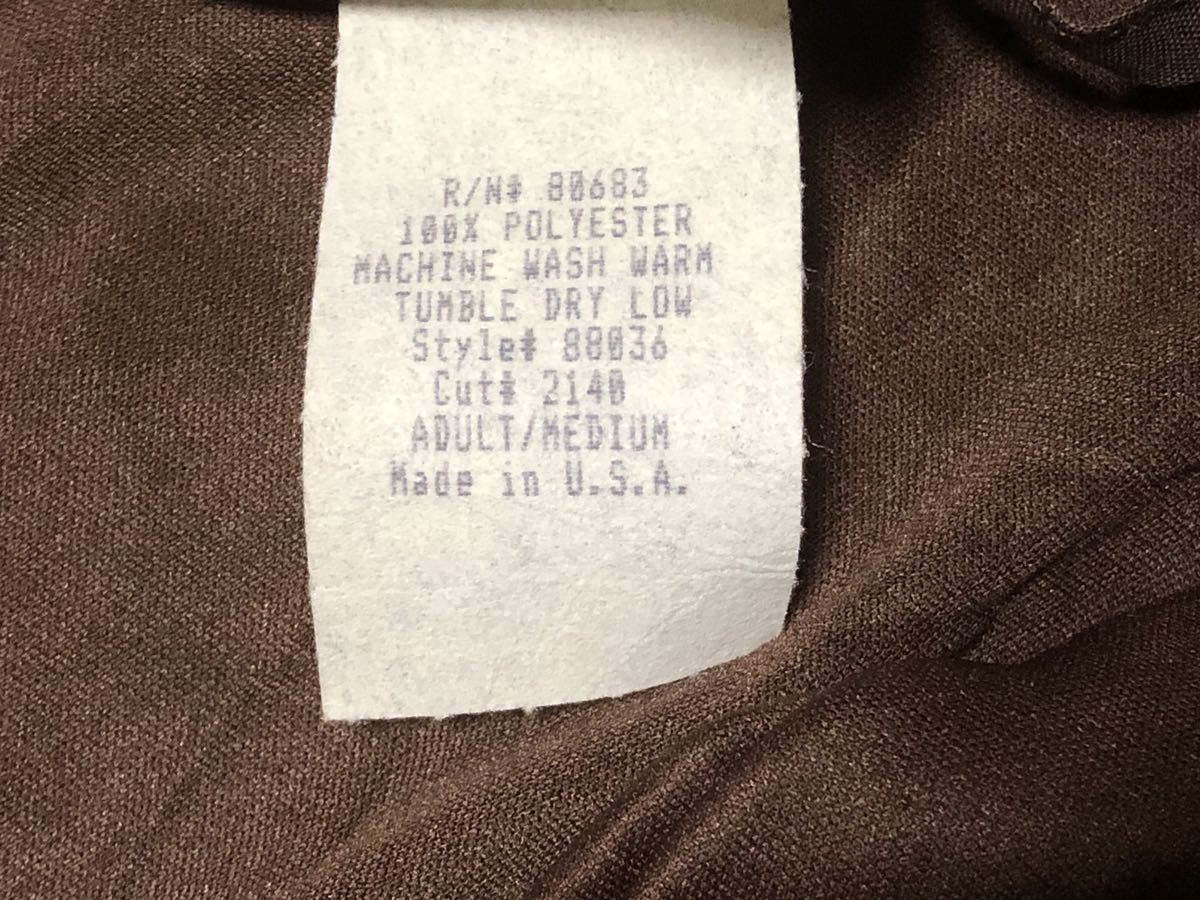 R/N# 80683
100% POLYESTER
MACHINE WASH WARM
TUMBLE DRY LOW
Style# 88036
Cut# 2140
ADULT/MEDIUM
Made in U.S.A.